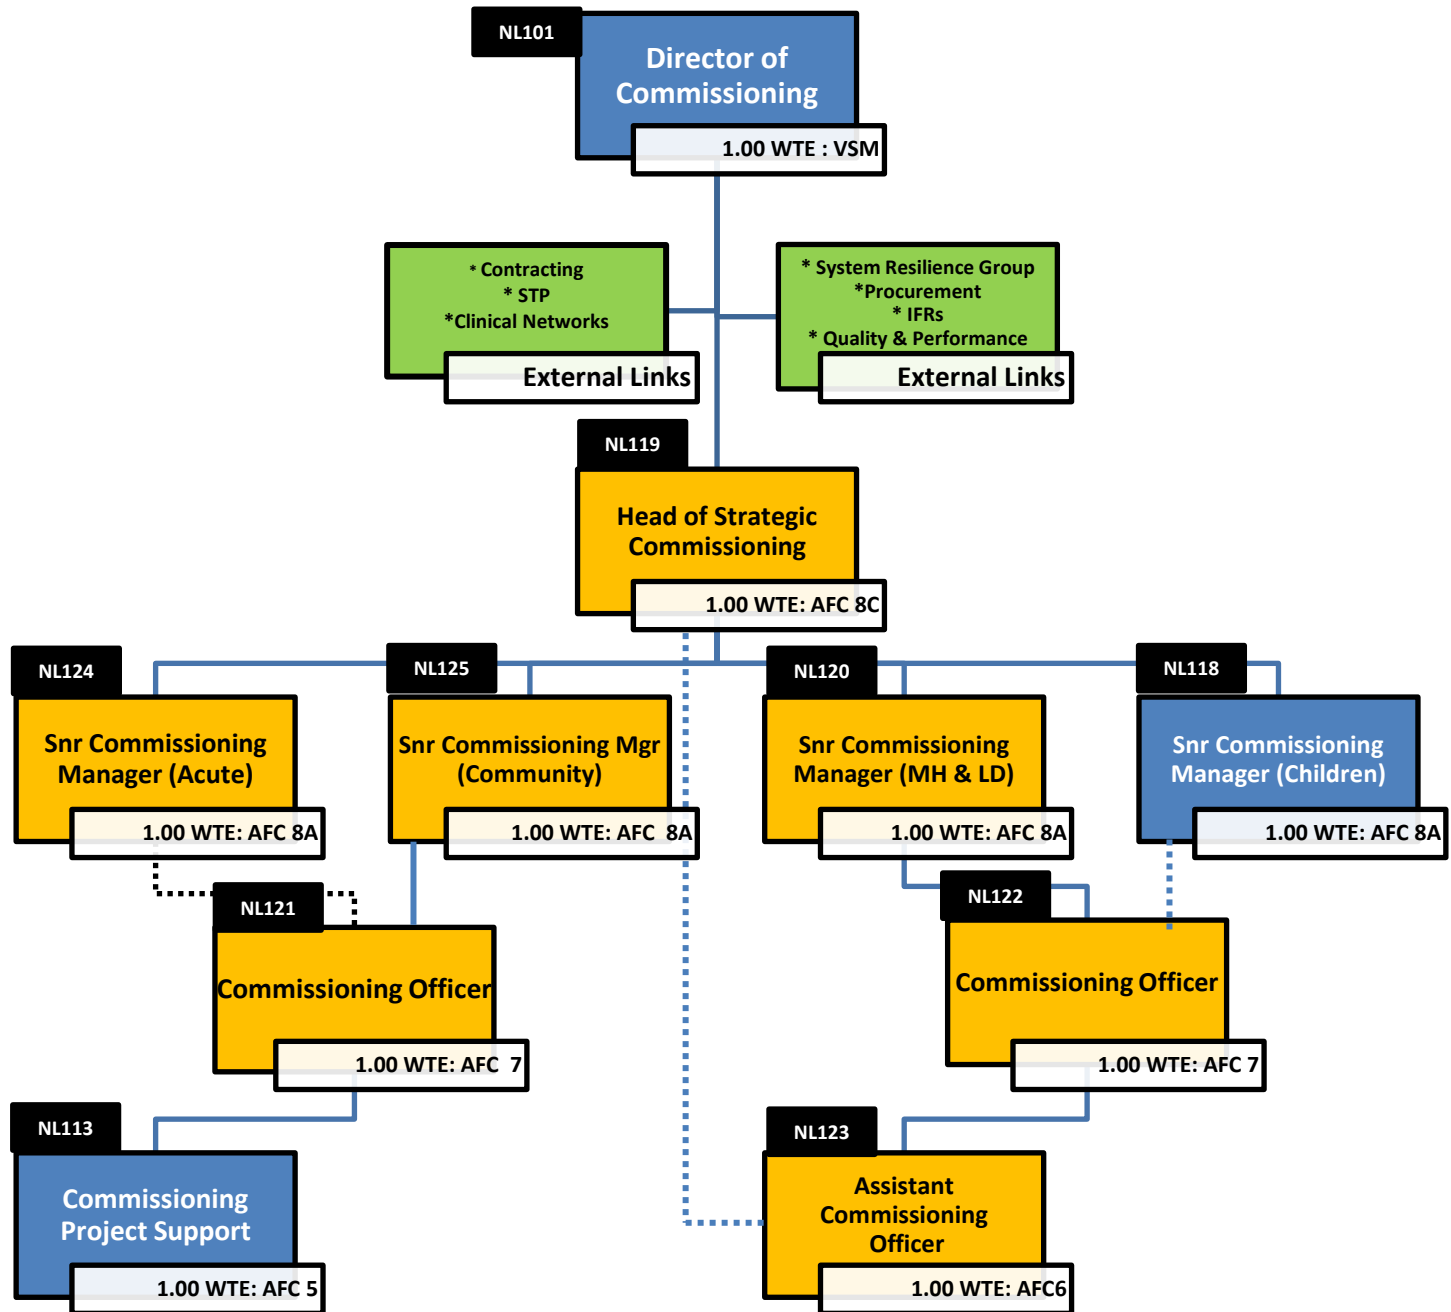 NL101
Director of
Commissioning
1.00 WTE : VSM
* Contracting
* STP
*Clinical Networks
External Links
* System Resilience Group
*Procurement
* IFRs
* Quality & Performance
External Links
NL119
Head of Strategic
Commissioning
1.00 WTE: AFC 8C
NL124
Snr Commissioning
Manager (Acute)
1.00 WTE: AFC 8A
NL125
Snr Commissioning Mgr
(Community)
1.00 WTE: AFC  8A
NL120
Snr Commissioning
Manager (MH & LD)
1.00 WTE: AFC 8A
NL118
Snr Commissioning
Manager (Children)
1.00 WTE: AFC 8A
NL121
Commissioning Officer
1.00 WTE: AFC  7
NL122
Commissioning Officer
1.00 WTE: AFC 7
NL113
Commissioning
Project Support
1.00 WTE: AFC 5
NL123
Assistant
Commissioning
Officer
1.00 WTE: AFC6